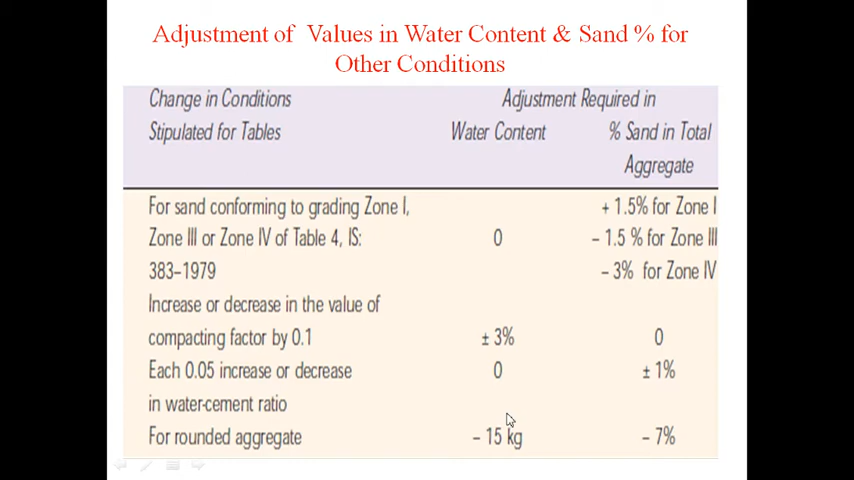 Adjustment of Values in Water Content & Sand % for
Other Conditions
Change in Conditions Adjustment Required in
Stipulated for Tables Water Content % Sand in Total
Aggregate
For sand conforming to grading Zone I, + 1.5% for Zone I
Zone III or Zone IV of Table 4, IS: 0 – 1.5 % for Zone III
383–1979 – 3% for Zone IV
Increase or decrease in the value of
compacting factor by 0.1 ± 3% 0
Each 0.05 increase or decrease 0 ± 1%
in water-cement ratio
For rounded aggregate – 15 kg – 7%